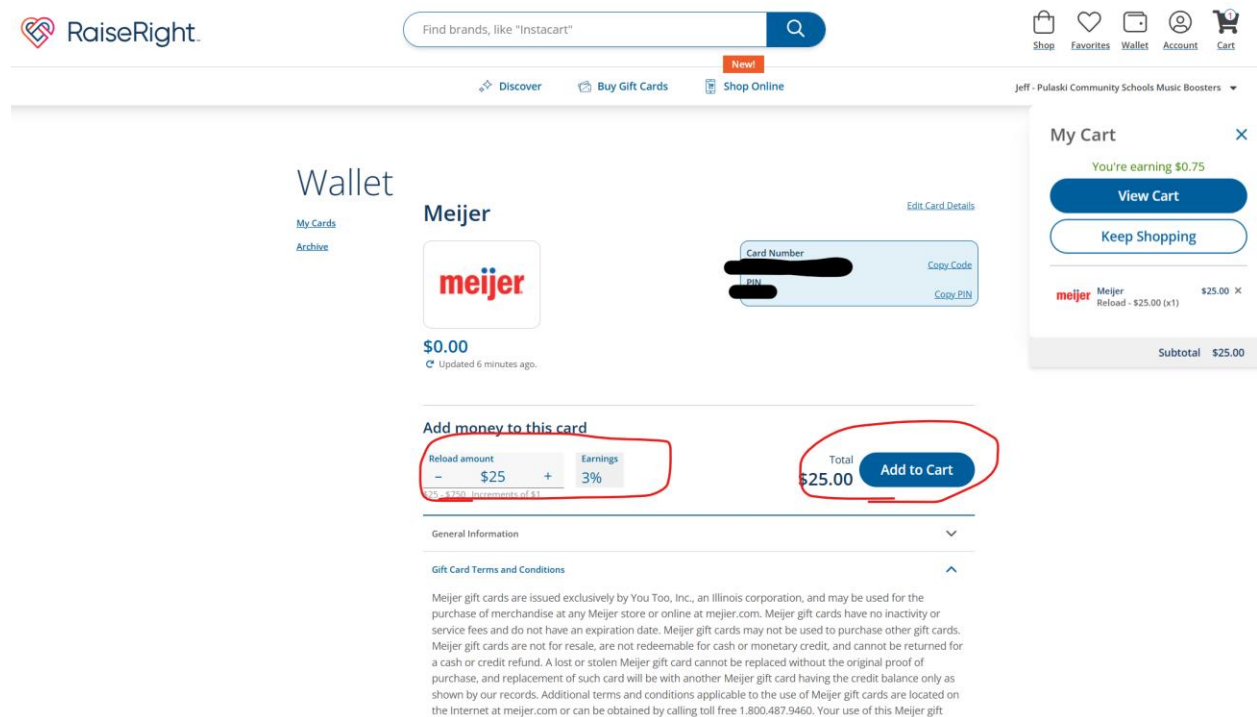 RaiseRight
Find brands, like "Instacart"
Shop
Favorites
Wallet
Account
1
Cart
New!
Discover
Buy Gift Cards
Shop Online
Jeff - Pulaski Community Schools Music Boosters
My Cart
You're earning $0.75
View Cart
Keep Shopping
meijer
Meijer
$25.00
Reload - $25.00 (x1)
Subtotal $25.00
Wallet
My Cards
Archive
Meijer
Edit Card Details
meijer
Card Number
Copy Code
PIN
Copy PIN
$0.00
Updated 6 minutes ago.
Add money to this card
Reload amount
– $25 +
$25 - $750 Increments of $1
Earnings
3%
Total
$25.00
Add to Cart
General Information
Gift Card Terms and Conditions
Meijer gift cards are issued exclusively by You Too, Inc., an Illinois corporation, and may be used for the
purchase of merchandise at any Meijer store or online at mejier.com. Meijer gift cards have no inactivity or
service fees and do not have an expiration date. Meijer gift cards may not be used to purchase other gift cards.
Meijer gift cards are not for resale, are not redeemable for cash or monetary credit, and cannot be returned for
a cash or credit refund. A lost or stolen Meijer gift card cannot be replaced without the original proof of
purchase, and replacement of such card will be with another Meijer gift card having the credit balance only as
shown by our records. Additional terms and conditions applicable to the use of Meijer gift cards are located on
the Internet at meijer.com or can be obtained by calling toll free 1.800.487.9460. Your use of this Meijer gift